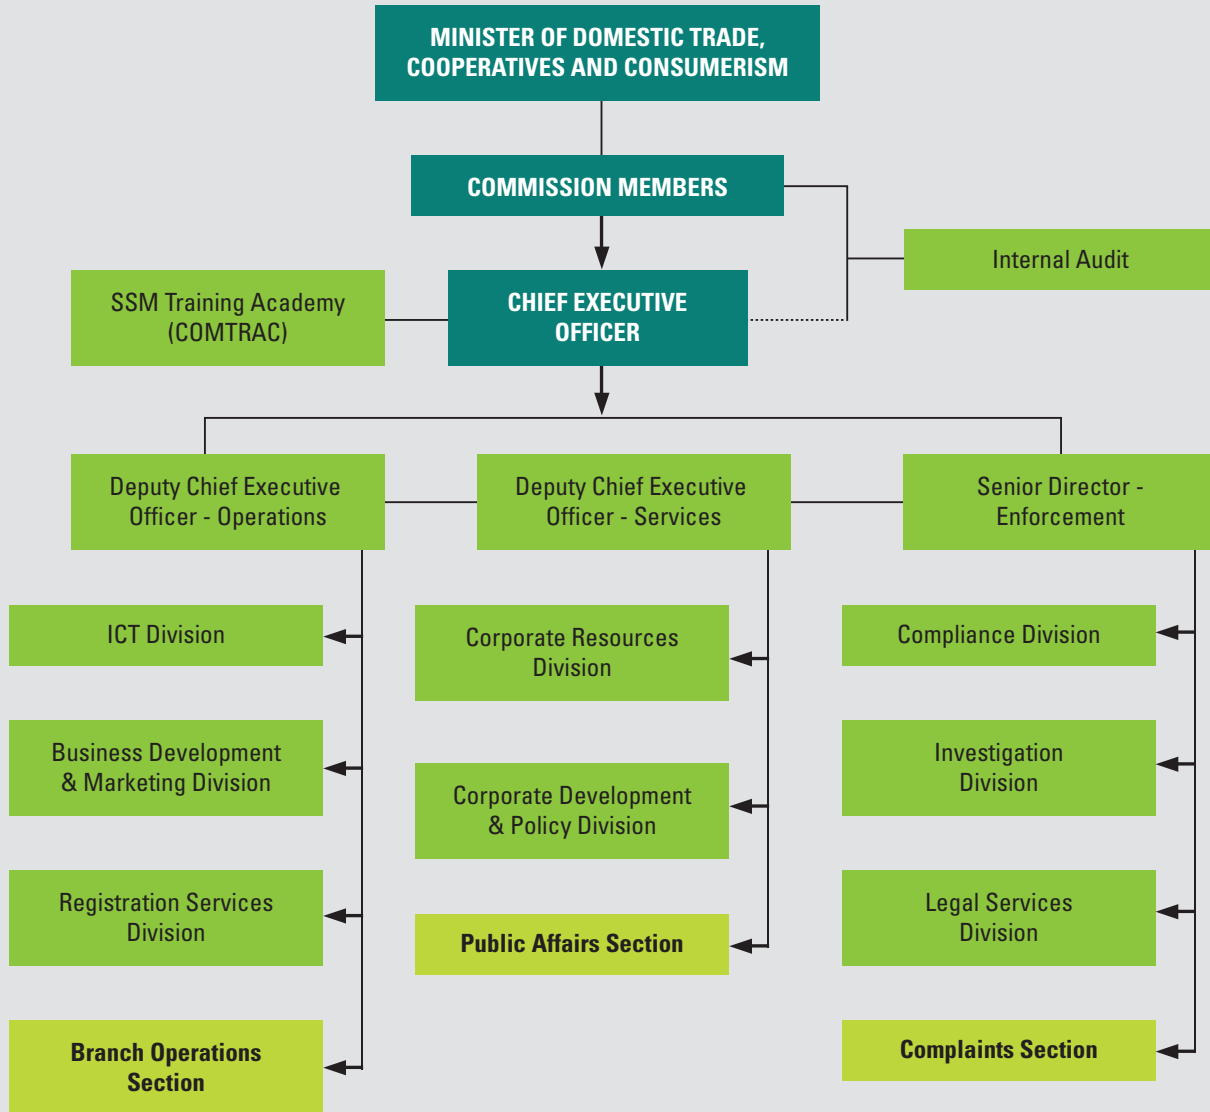 MINISTER OF DOMESTIC TRADE,
COOPERATIVES AND CONSUMERISM
COMMISSION MEMBERS
Internal Audit
SSM Training Academy
(COMTRAC)
CHIEF EXECUTIVE
OFFICER
Deputy Chief Executive
Officer - Operations
Deputy Chief Executive
Officer - Services
Senior Director -
Enforcement
ICT Division
Business Development
& Marketing Division
Registration Services
Division
Branch Operations
Section
Corporate Resources
Division
Corporate Development
& Policy Division
Public Affairs Section
Compliance Division
Investigation
Division
Legal Services
Division
Complaints Section